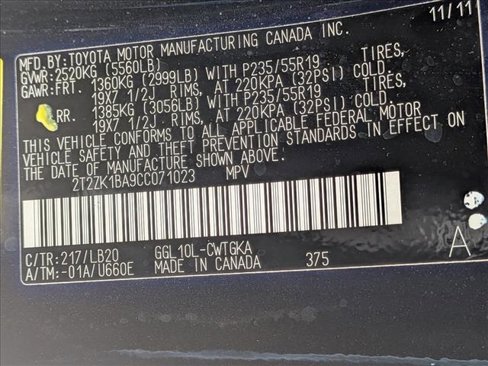 11/11
MFD.BY:TOYOTA MOTOR MANUFACTURING CANADA INC.
GVWR:2520KG (5560LB)
GAWR:FRT. 1360KG (2999LB) WITH P235/55R19 TIRES,
19X7 1/2J RIMS, AT 220KPA (32PSI) COLD.
RR. 1385KG (3056LB) WITH P235/55R19 TIRES,
19X7 1/2J RIMS, AT 220KPA (32PSI) COLD.
THIS VEHICLE CONFORMS TO ALL APPLICABLE FEDERAL MOTOR
VEHICLE SAFETY AND THEFT PREVENTION STANDARDS IN EFFECT ON
THE DATE OF MANUFACTURE SHOWN ABOVE.
2T2ZK1BA9CC071023 MPV
C/TR:217/LB20 GGL10L-CWTGKA A
A/TM:-01A/U660E MADE IN CANADA 375